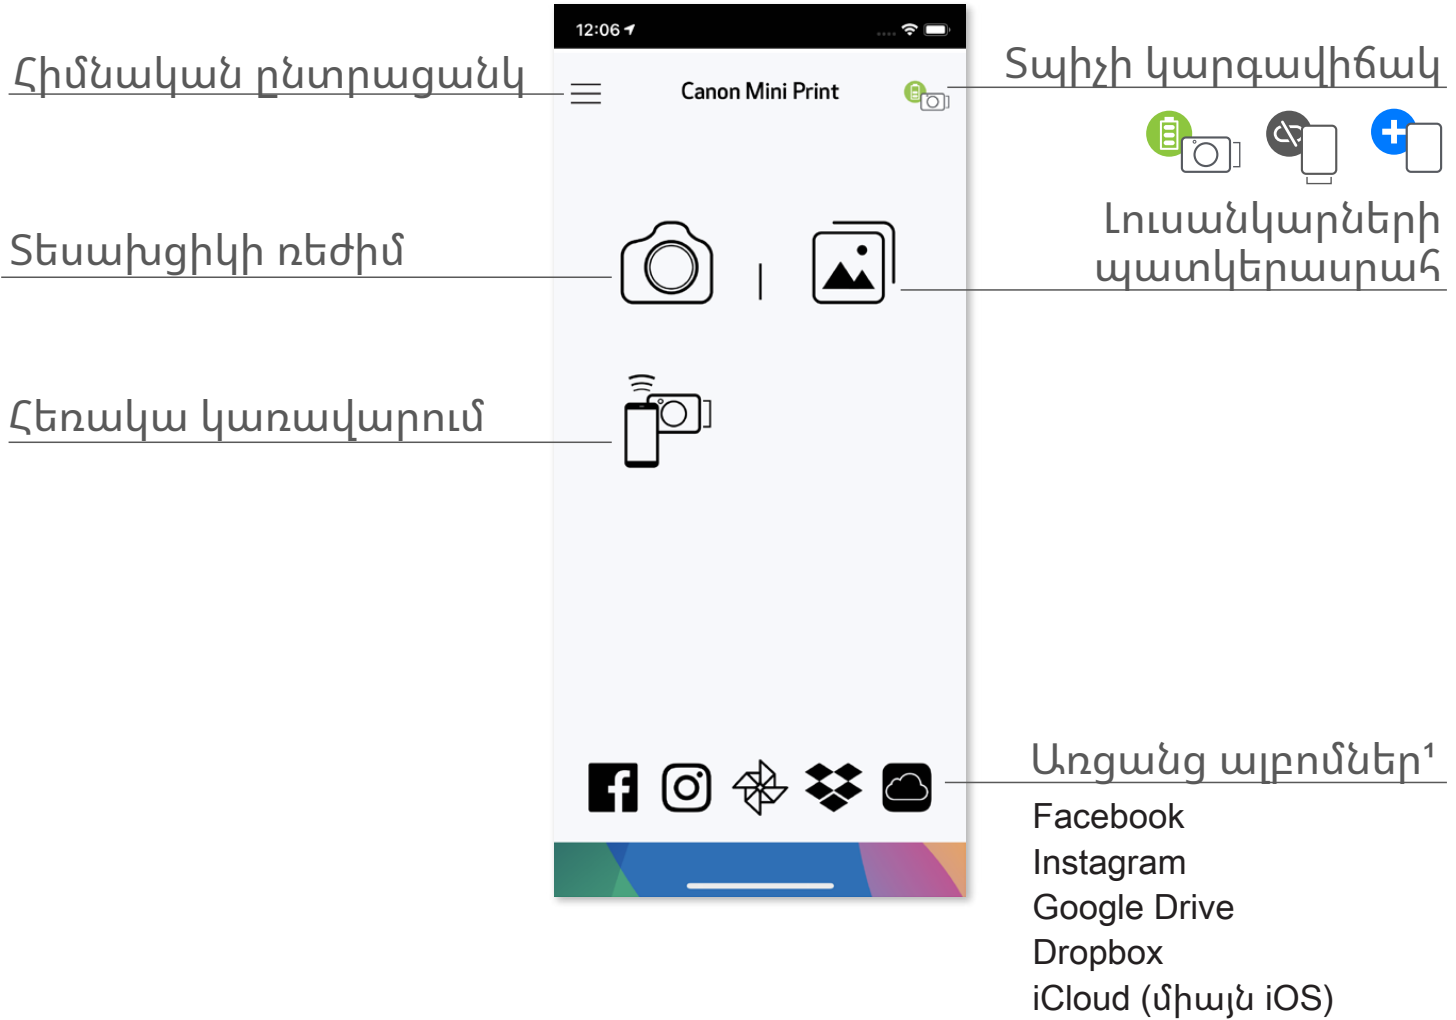 12:06
Հիմնական ընտրացանկ
Canon Mini Print
Տպիչի կարգավիճակ
Տեսախցիկի ռեժիմ
Լուսանկարների
պատկերասրահ
Հեռակա կառավարում
Առցանց ալբոմներ¹
Facebook
Instagram
Google Drive
Dropbox
iCloud (միայն iOS)